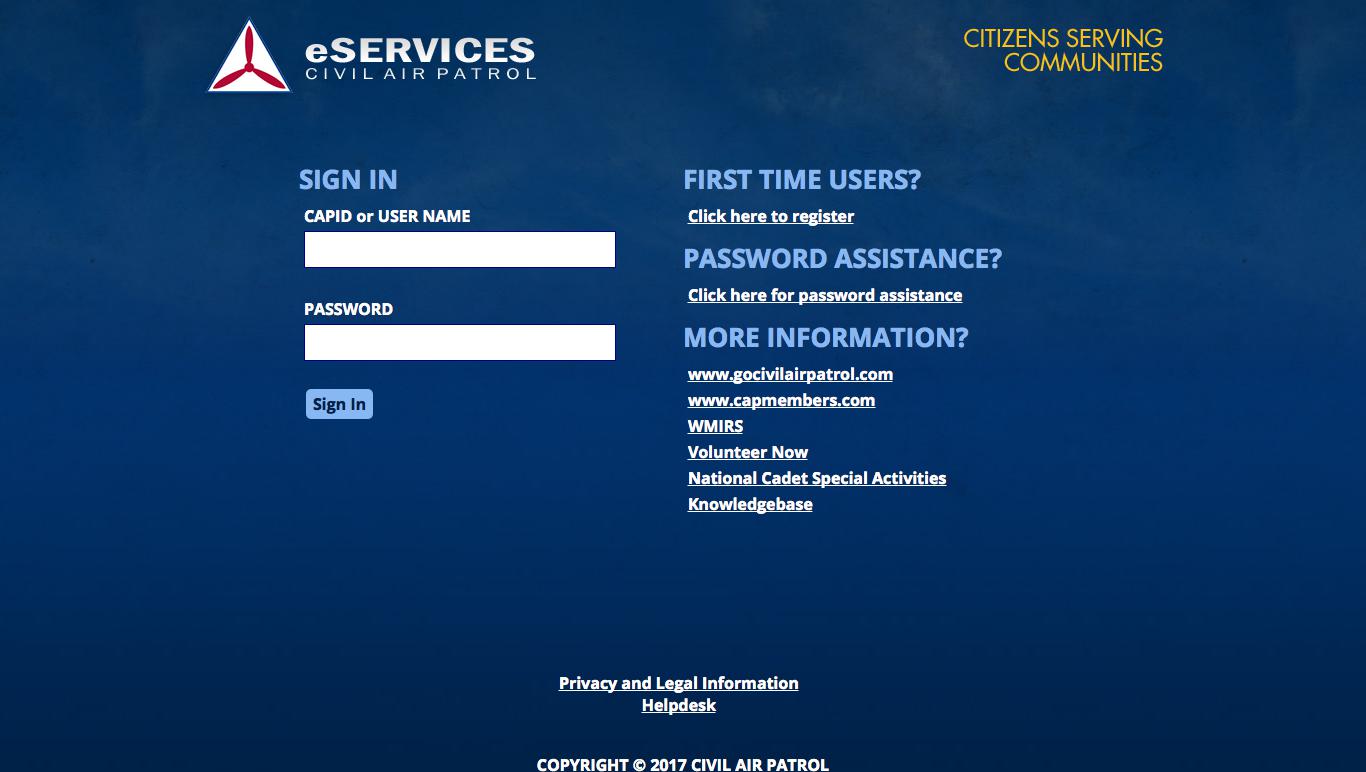 eSERVICES
CIVIL AIR PATROL
CITIZENS SERVING
COMMUNITIES
SIGN IN
CAPID or USER NAME
PASSWORD
Sign In
FIRST TIME USERS?
Click here to register
PASSWORD ASSISTANCE?
Click here for password assistance
MORE INFORMATION?
www.gocivilairpatrol.com
www.capmembers.com
WMIRS
Volunteer Now
National Cadet Special Activities
Knowledgebase
Privacy and Legal Information
Helpdesk
COPYRIGHT © 2017 CIVIL AIR PATROL